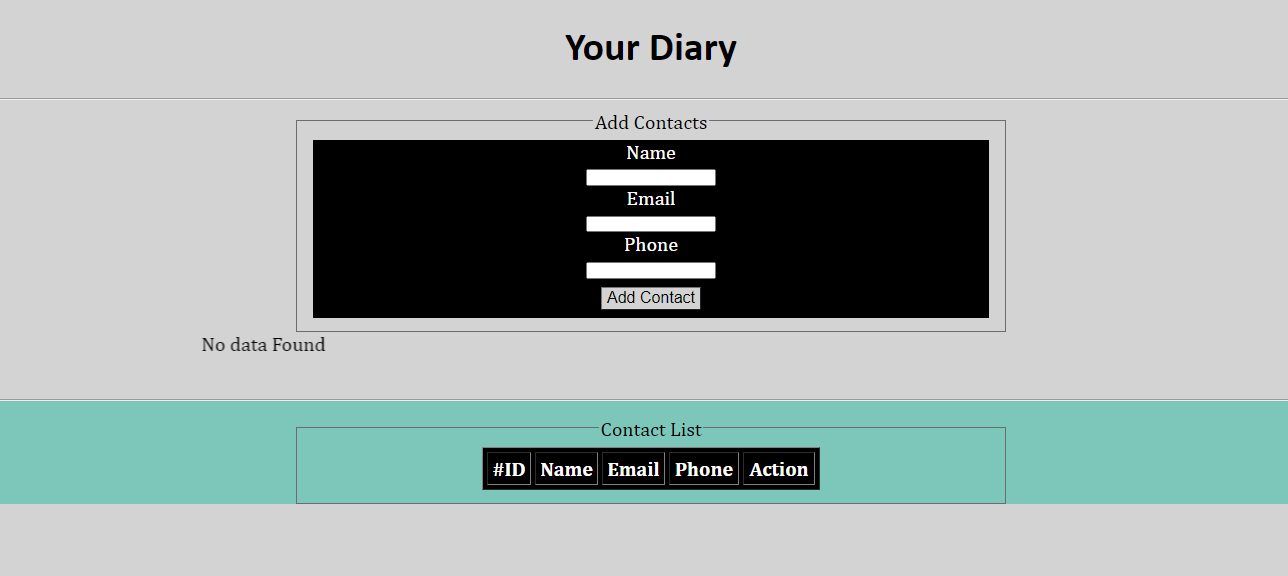 Your Diary
Add Contacts
Name
Email
Phone
Add Contact
No data Found
Contact List
#ID Name Email Phone Action